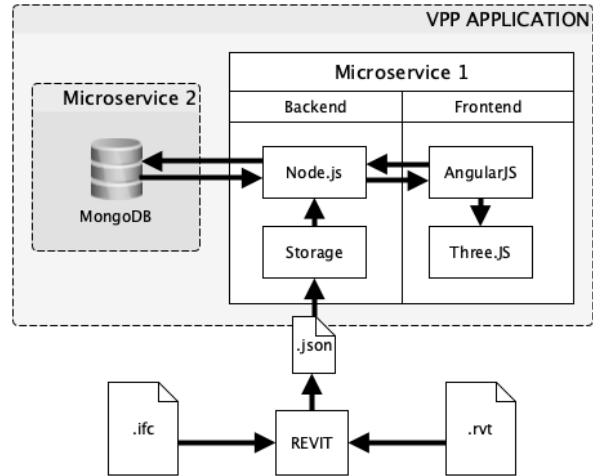 VPP APPLICATION
Microservice 1
Microservice 2
Backend
Frontend
Node.js
AngularJS
MongoDB
Storage
Three.JS
.json
.ifc
REVIT
.rvt